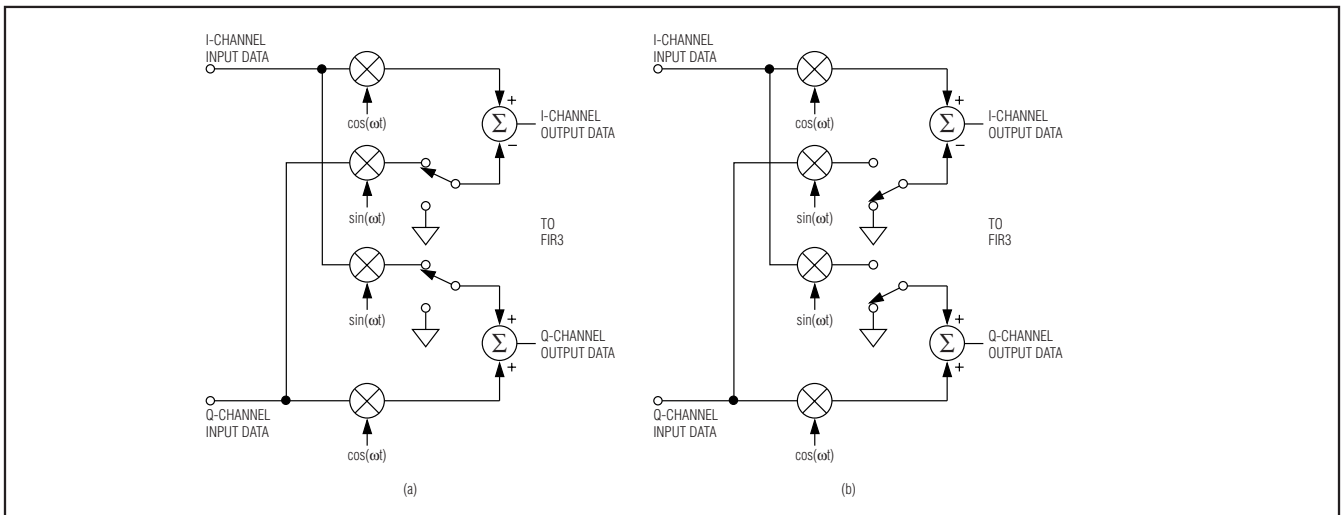 I-CHANNEL
INPUT DATA
cos(ωt)
+
Σ
−
I-CHANNEL
OUTPUT DATA
sin(ωt)
TO
FIR3
sin(ωt)
+
Σ
+
Q-CHANNEL
OUTPUT DATA
Q-CHANNEL
INPUT DATA
cos(ωt)
(a)
I-CHANNEL
INPUT DATA
cos(ωt)
+
Σ
−
I-CHANNEL
OUTPUT DATA
sin(ωt)
TO
FIR3
sin(ωt)
+
Σ
+
Q-CHANNEL
OUTPUT DATA
Q-CHANNEL
INPUT DATA
cos(ωt)
(b)